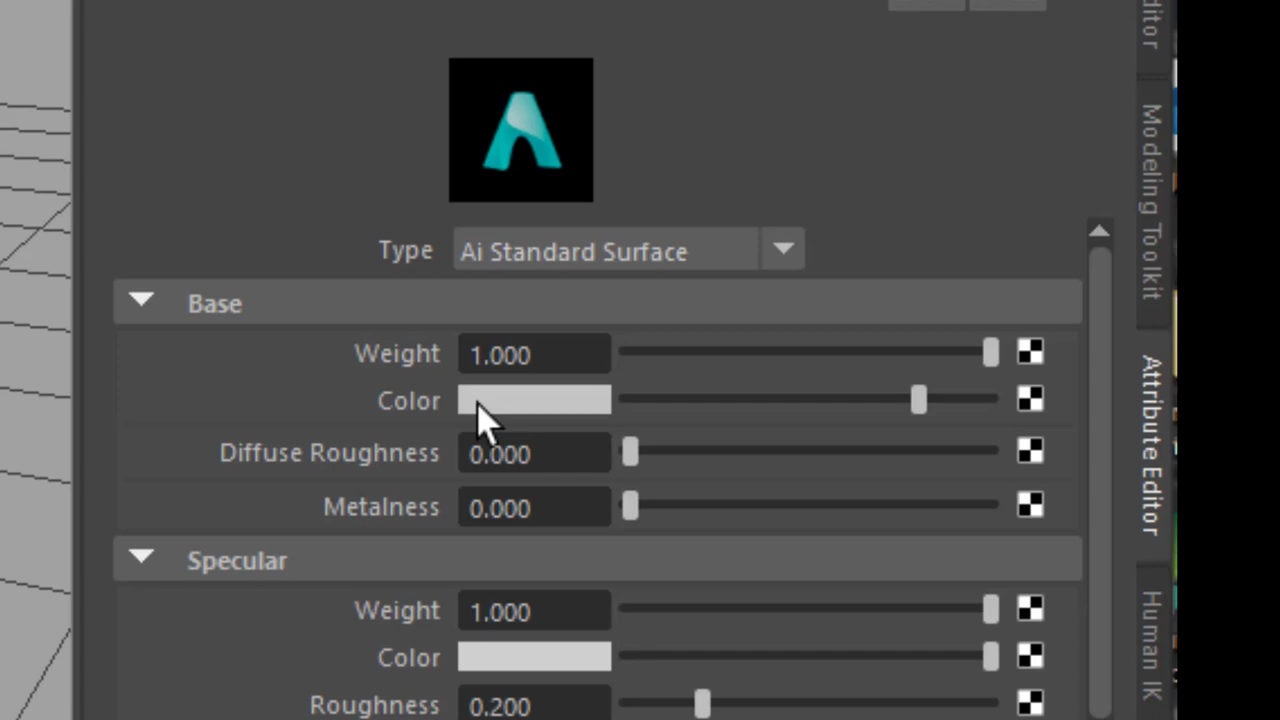 Type Ai Standard Surface
Base
Weight 1.000
Color
Diffuse Roughness 0.000
Metalness 0.000
Specular
Weight 1.000
Color
Roughness 0.200
Modeling Toolkit
Attribute Editor
Human IK